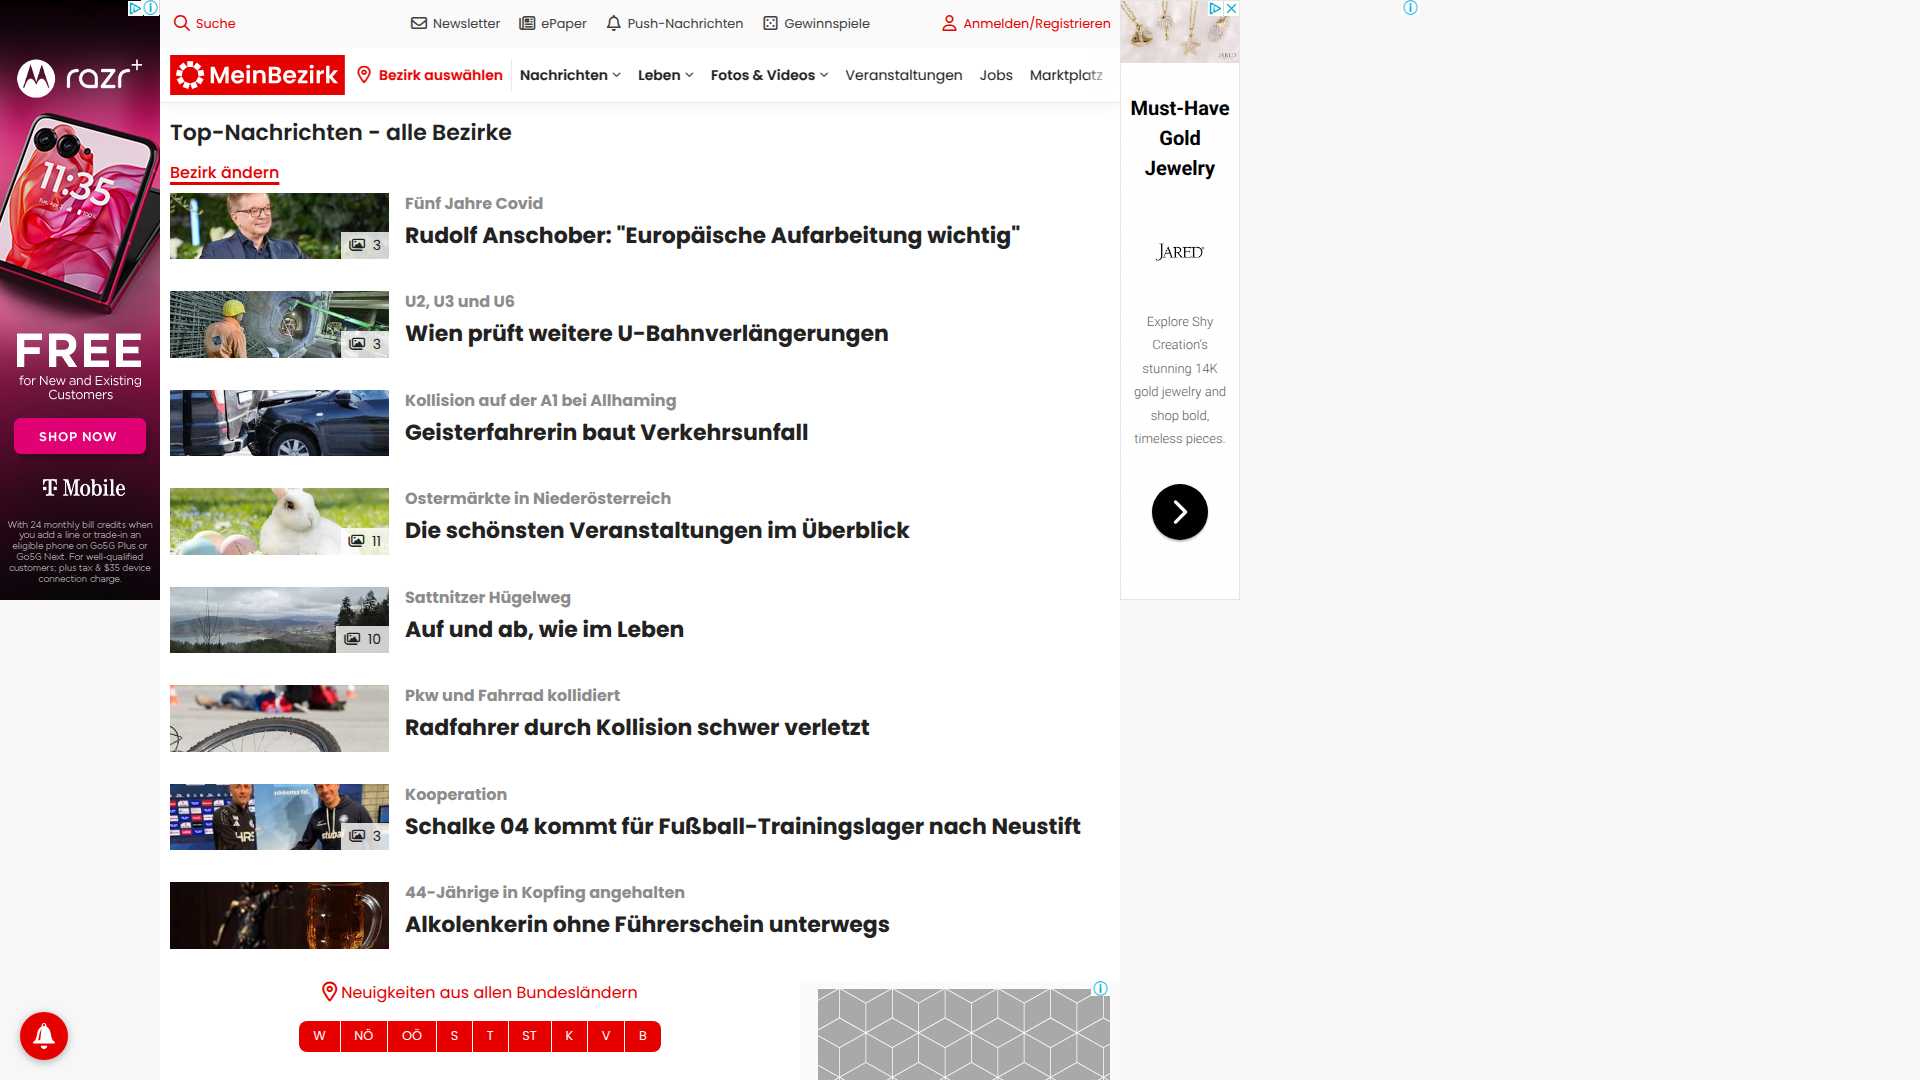 Suche
Newsletter
ePaper
Push-Nachrichten
Gewinnspiele
Anmelden/Registrieren
MeinBezirk
Bezirk auswählen
Nachrichten
Leben
Fotos & Videos
Veranstaltungen
Jobs
Marktplatz
razr+
11:35
FREE
for New and Existing
Customers
SHOP NOW
T Mobile
With 24 monthly bill credits when
you add a line or trade-in an
eligible phone on Go5G Plus or
Go5G Next. For well-qualified
customers; plus tax & $35 device
connection charge.
Top-Nachrichten - alle Bezirke
Bezirk ändern
3
Fünf Jahre Covid
Rudolf Anschober: "Europäische Aufarbeitung wichtig"
3
U2, U3 und U6
Wien prüft weitere U-Bahnverlängerungen
Kollision auf der A1 bei Allhaming
Geisterfahrerin baut Verkehrsunfall
11
Ostermärkte in Niederösterreich
Die schönsten Veranstaltungen im Überblick
10
Sattnitzer Hügelweg
Auf und ab, wie im Leben
Pkw und Fahrrad kollidiert
Radfahrer durch Kollision schwer verletzt
3
Kooperation
Schalke 04 kommt für Fußball-Trainingslager nach Neustift
44-Jährige in Kopfing angehalten
Alkolenkerin ohne Führerschein unterwegs
Neuigkeiten aus allen Bundesländern
W NÖ OÖ S T ST K V B
JARED
Must-Have
Gold
Jewelry
JARED
Explore Shy
Creation's
stunning 14K
gold jewelry and
shop bold,
timeless pieces.